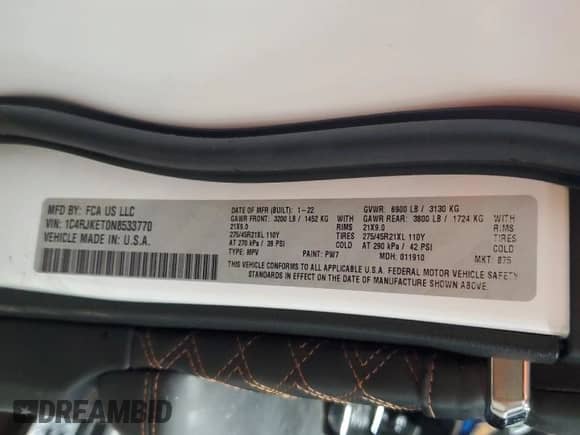 MFD BY: FCA US LLC
VIN: 1C4RJKET0N8533770
VEHICLE MADE IN: U.S.A.
DATE OF MFR (BUILT): 1-22
GAWR FRONT: 3200 LB / 1452 KG
21X9.0 RIMS
275/45R21XL 110Y TIRES
AT 270 kPa / 39 PSI COLD
TYPE: MPV PAINT: PW7
GVWR: 6900 LB / 3130 KG
GAWR REAR: 3800 LB / 1724 KG
21X9.0 RIMS
275/45R21XL 110Y TIRES
AT 290 kPa / 42 PSI COLD
MDH: 011910 MKT: 875
THIS VEHICLE CONFORMS TO ALL APPLICABLE U.S.A. FEDERAL MOTOR VEHICLE SAFETY
STANDARDS IN EFFECT ON THE DATE OF MANUFACTURE SHOWN ABOVE.
DREAMBID